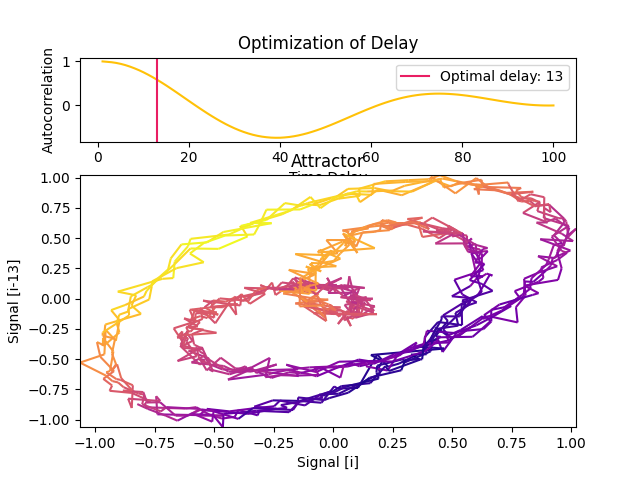 Optimization of Delay
Autocorrelation
1
0
Optimal delay: 13
0 20 40 60 80 100
Attractor
Signal [i-13]
1.00
0.75
0.50
0.25
0.00
−0.25
−0.50
−0.75
−1.00
−1.00 −0.75 −0.50 −0.25 0.00 0.25 0.50 0.75 1.00
Signal [i]